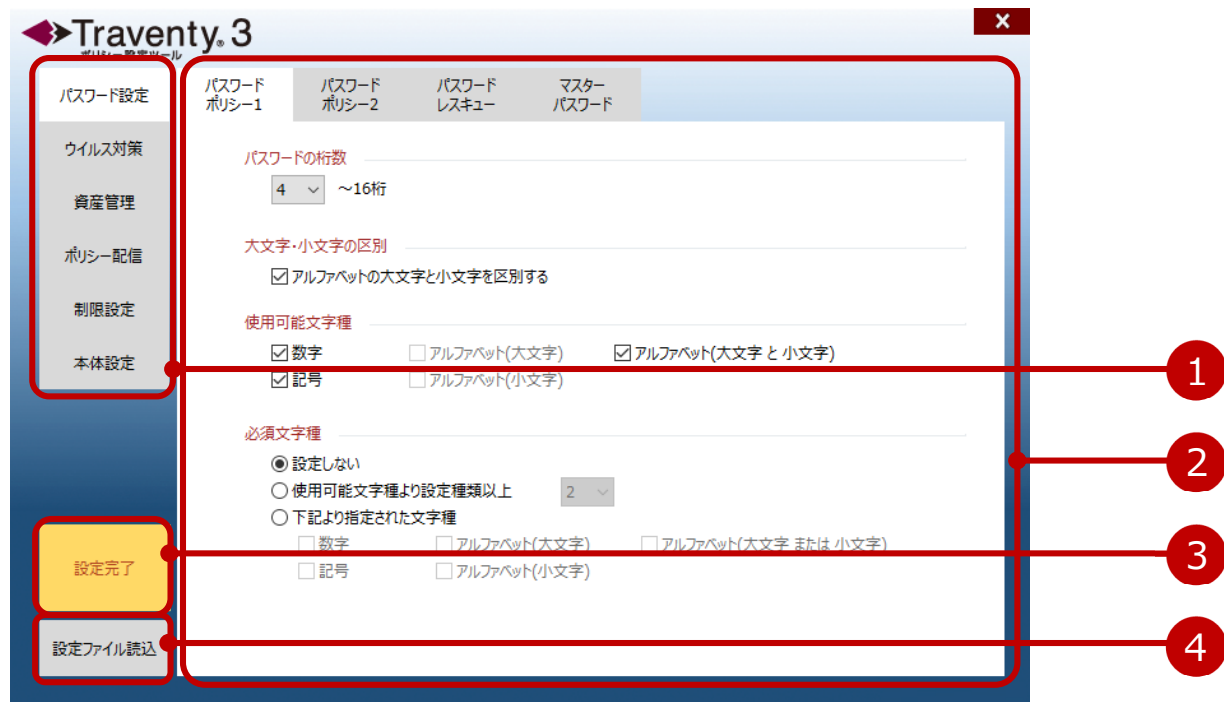 Traventy® 3
ポリシー設定ツール
×
パスワード設定
ウイルス対策
資産管理
ポリシー配信
制限設定
本体設定
設定完了
設定ファイル読込
パスワード
ポリシー1
パスワード
ポリシー2
パスワード
レスキュー
マスター
パスワード
パスワードの桁数
4 ～16桁
大文字・小文字の区別
アルファベットの大文字と小文字を区別する
使用可能文字種
数字 アルファベット(大文字) アルファベット(大文字 と 小文字)
記号 アルファベット(小文字)
必須文字種
設定しない
使用可能文字種より設定種類以上 2
下記より指定された文字種
数字 アルファベット(大文字) アルファベット(大文字 または 小文字)
記号 アルファベット(小文字)
1
2
3
4